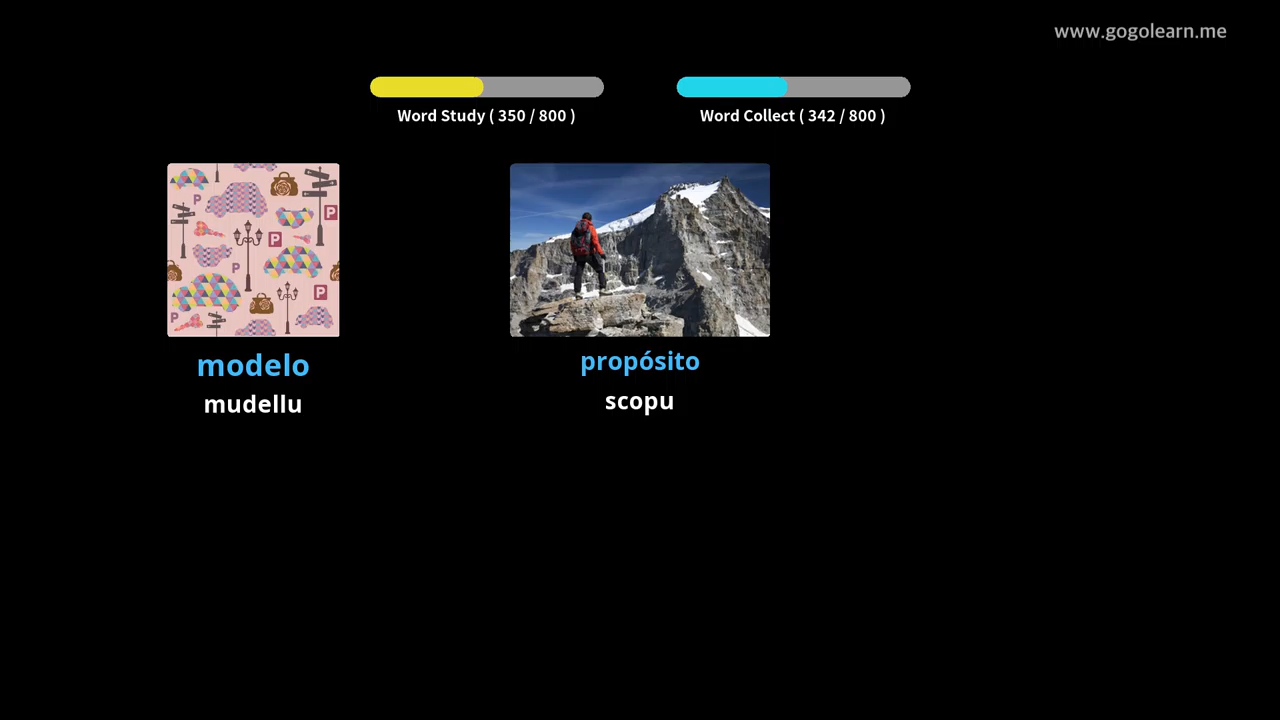 www.gogolearn.me
Word Study ( 350 / 800 )
Word Collect ( 342 / 800 )
P
P
P
P
P
P
modelo
propósito
mudellu
scopu